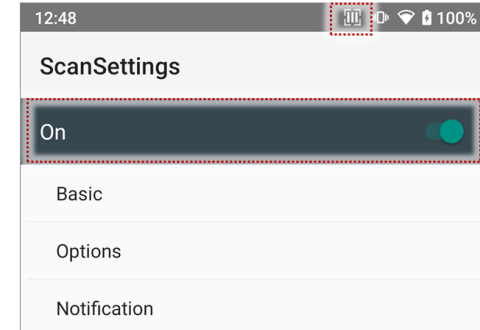 12:48 100%
ScanSettings
On
Basic
Options
Notification